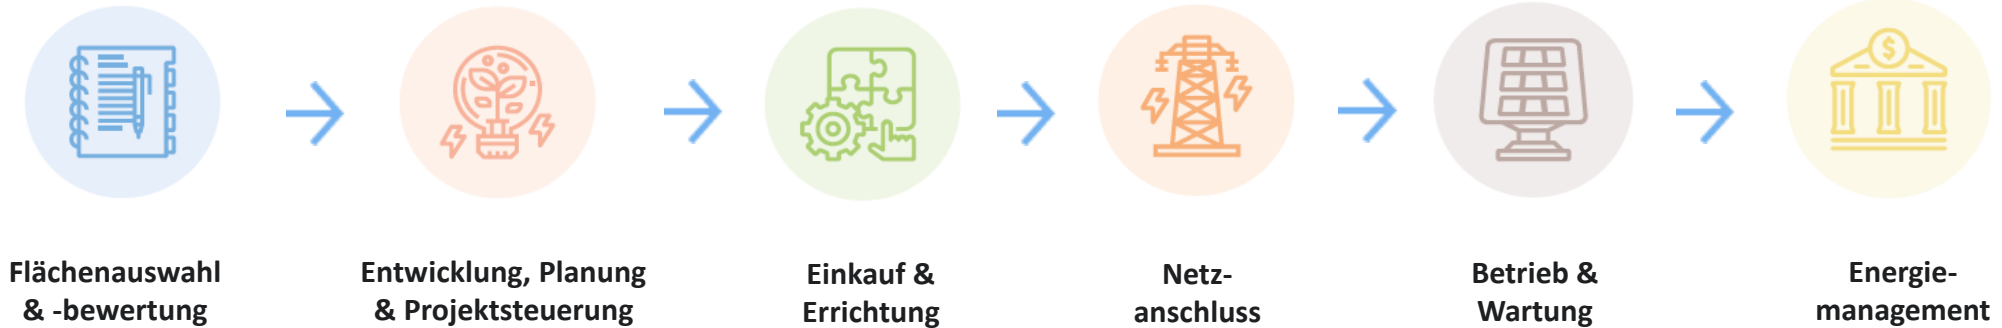 Flächenauswahl
& -bewertung
Entwicklung, Planung
& Projektsteuerung
Einkauf &
Errichtung
Netz-
anschluss
Betrieb &
Wartung
Energie-
management
$